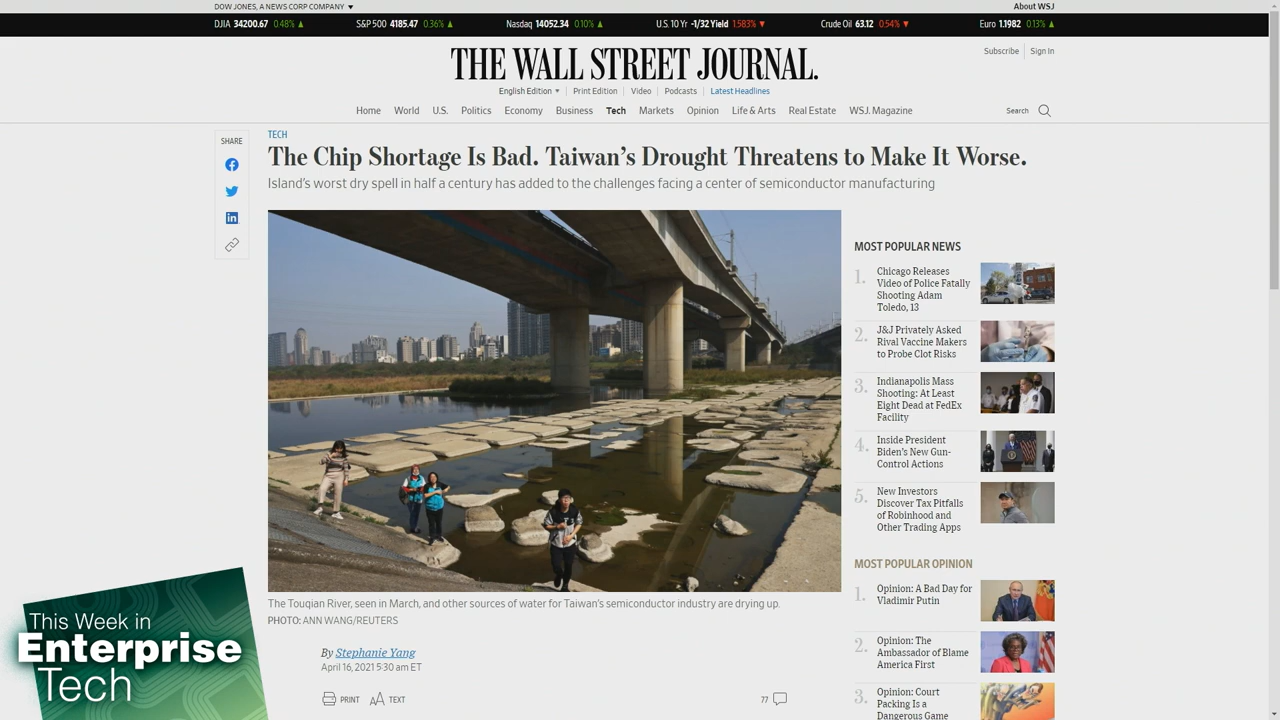 DOW JONES, A NEWS CORP COMPANY ▼
About WSJ
DJIA 34200.67 0.48% ▲
S&P 500 4185.47 0.36% ▲
Nasdaq 14052.34 0.10% ▲
U.S. 10 Yr -1/32 Yield 1.583% ▼
Crude Oil 63.12 0.54% ▼
Euro 1.1982 0.13% ▲
THE WALL STREET JOURNAL.
Subscribe
Sign In
English Edition ▼
Print Edition
Video
Podcasts
Latest Headlines
Home
World
U.S.
Politics
Economy
Business
Tech
Markets
Opinion
Life & Arts
Real Estate
WSJ. Magazine
Search
SHARE
TECH
The Chip Shortage Is Bad. Taiwan’s Drought Threatens to Make It Worse.
Island’s worst dry spell in half a century has added to the challenges facing a center of semiconductor manufacturing
The Touqian River, seen in March, and other sources of water for Taiwan’s semiconductor industry are drying up.
PHOTO: ANN WANG/REUTERS
By Stephanie Yang
April 16, 2021 5:30 am ET
PRINT
AA TEXT
77
MOST POPULAR NEWS
1.
Chicago Releases
Video of Police Fatally
Shooting Adam
Toledo, 13
2.
J&J Privately Asked
Rival Vaccine Makers
to Probe Clot Risks
3.
Indianapolis Mass
Shooting: At Least
Eight Dead at FedEx
Facility
4.
Inside President
Biden’s New Gun-
Control Actions
5.
New Investors
Discover Tax Pitfalls
of Robinhood and
Other Trading Apps
MOST POPULAR OPINION
1.
Opinion: A Bad Day for
Vladimir Putin
2.
Opinion: The
Ambassador of Blame
America First
3.
Opinion: Court
Packing Is a
Dangerous Game
This Week in
Enterprise
Tech